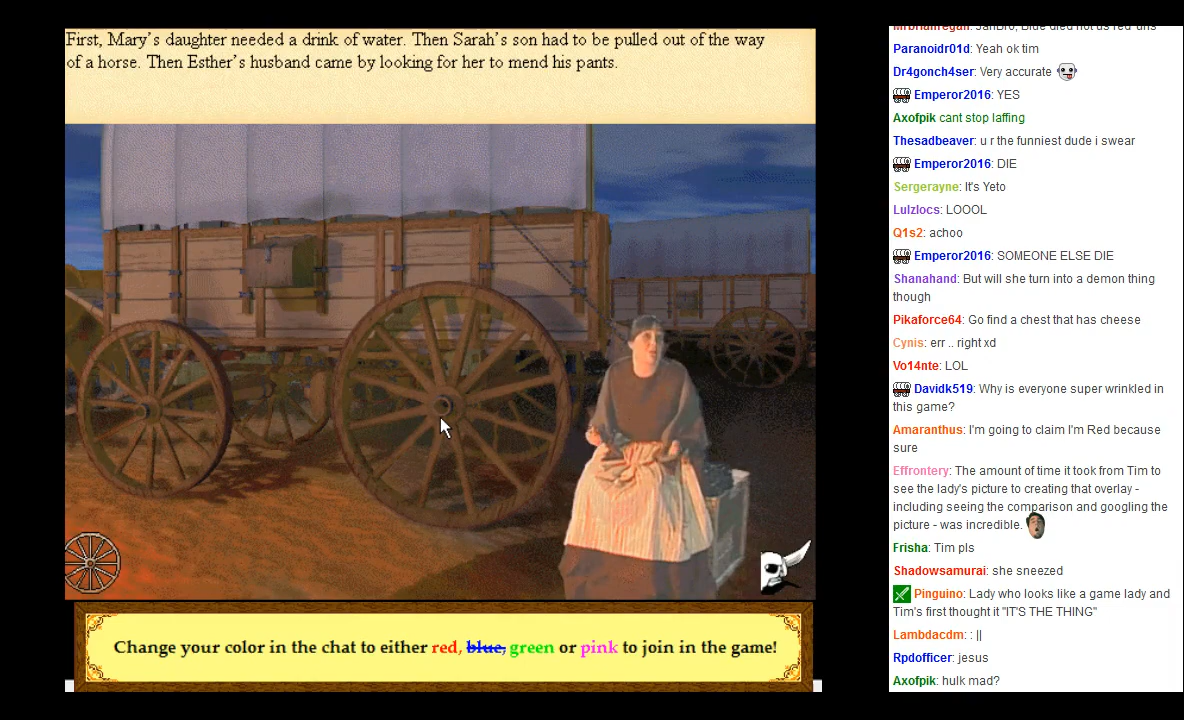 First, Mary's daughter needed a drink of water. Then Sarah's son had to be pulled out of the way
of a horse. Then Esther's husband came by looking for her to mend his pants.
Change your color in the chat to either red, blue, green or pink to join in the game!
Paranoidr01d: Yeah ok tim
Dr4gonch4ser: Very accurate
Emperor2016: YES
Axofpik cant stop laffing
Thesadbeaver: u r the funniest dude i swear
Emperor2016: DIE
Sergerayne: It's Yeto
Lulzlocs: LOOOL
Q1s2: achoo
Emperor2016: SOMEONE ELSE DIE
Shanahand: But will she turn into a demon thing
though
Pikaforce64: Go find a chest that has cheese
Cynis: err .. right xd
Vo14nte: LOL
Davidk519: Why is everyone super wrinkled in
this game?
Amaranthus: I'm going to claim I'm Red because
sure
Effrontery: The amount of time it took from Tim to
see the lady's picture to creating that overlay -
including seeing the comparison and googling the
picture - was incredible.
Frisha: Tim pls
Shadowsamurai: she sneezed
Pinguino: Lady who looks like a game lady and
Tim's first thought it "IT'S THE THING"
Lambdacdm: : ||
Rpdofficer: jesus
Axofpik: hulk mad?